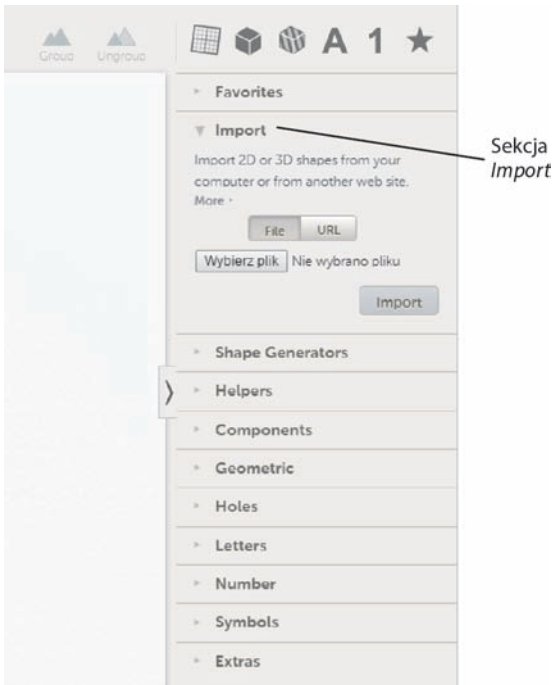 Group Ungroup
A 1
Favorites
Import
Sekcja
Import
Import 2D or 3D shapes from your
computer or from another web site.
More
File URL
Wybierz plik Nie wybrano pliku
Import
Shape Generators
Helpers
Components
Geometric
Holes
Letters
Number
Symbols
Extras